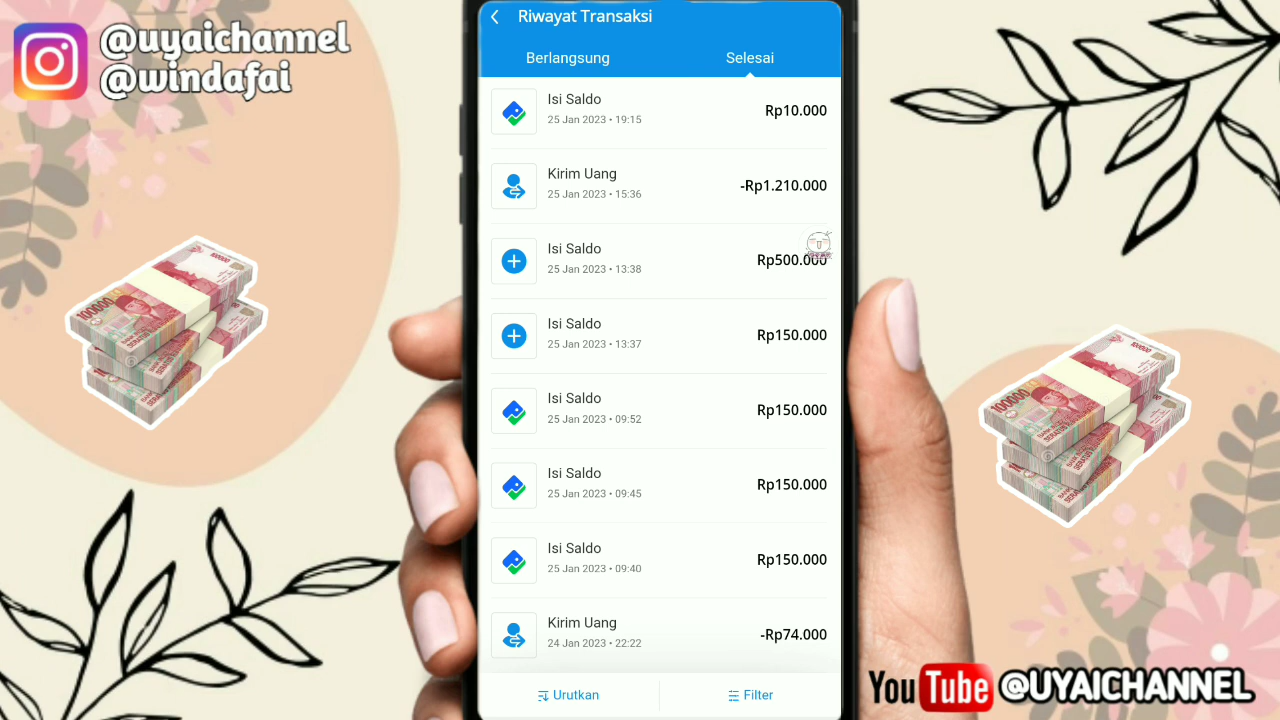 @uyaichannel
@windafai
Riwayat Transaksi
Berlangsung
Selesai
Isi Saldo
25 Jan 2023 • 19:15
Rp10.000
Kirim Uang
25 Jan 2023 • 15:36
-Rp1.210.000
Isi Saldo
25 Jan 2023 • 13:38
Rp500.000
Isi Saldo
25 Jan 2023 • 13:37
Rp150.000
Isi Saldo
25 Jan 2023 • 09:52
Rp150.000
Isi Saldo
25 Jan 2023 • 09:45
Rp150.000
Isi Saldo
25 Jan 2023 • 09:40
Rp150.000
Kirim Uang
24 Jan 2023 • 22:22
-Rp74.000
Urutkan
Filter
100000
100000
100000
100000
YouTube @UYAICHANNEL